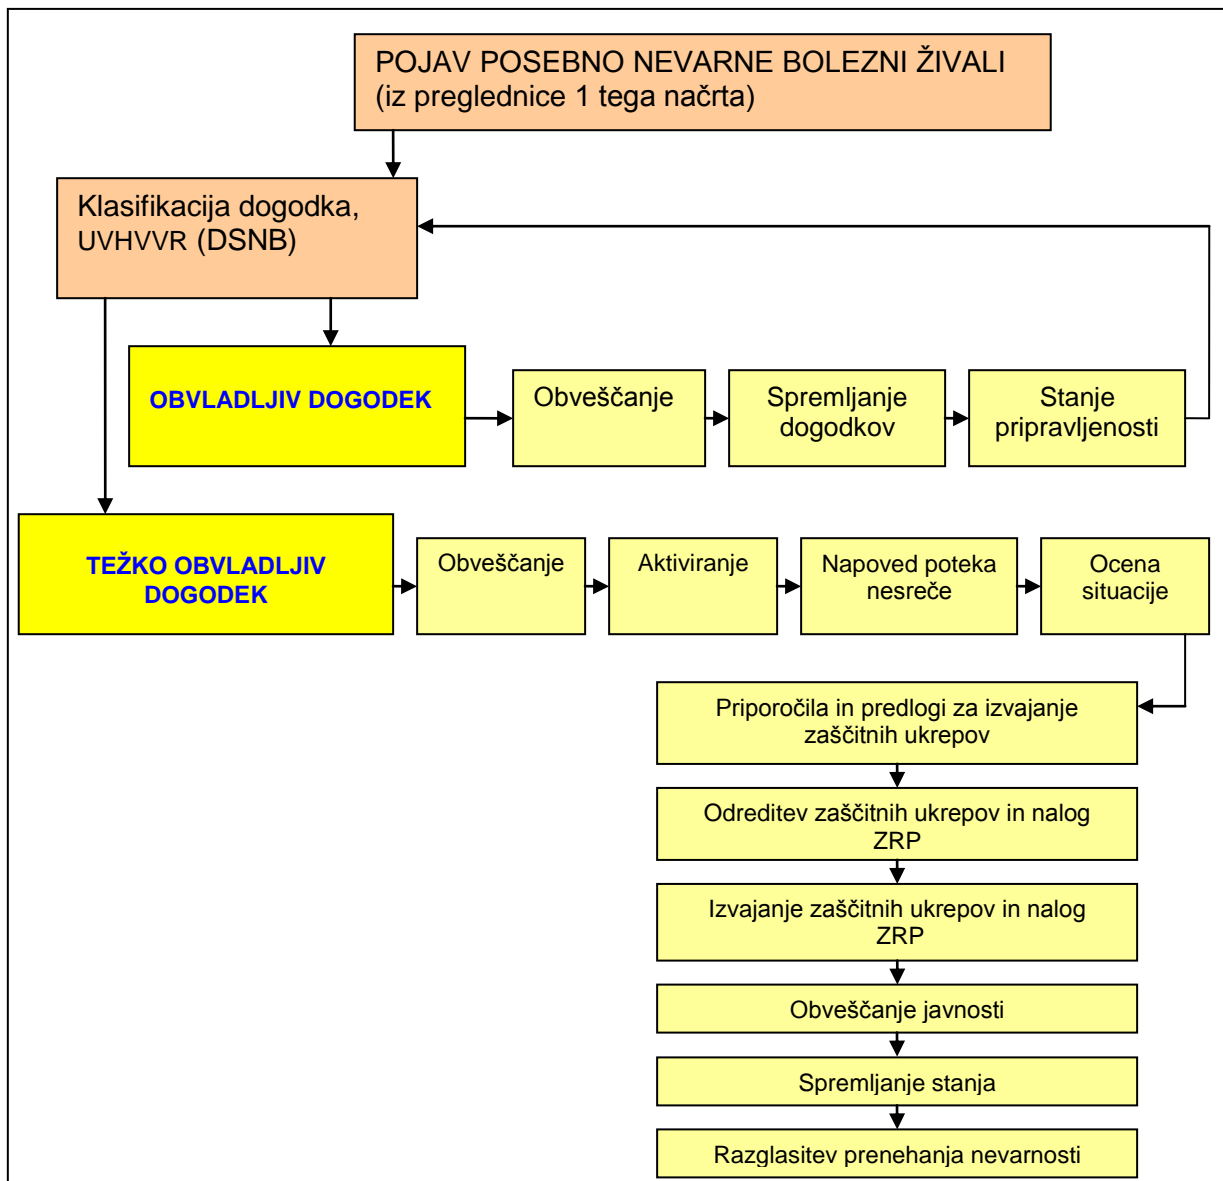 POJAV POSEBNO NEVARNE BOLEZNI ŽIVALI
(iz preglednice 1 tega načrta)
Klasifikacija dogodka,
UVHVVR (DSNB)
OBVLADLJIV DOGODEK
Obveščanje
Spremljanje
dogodkov
Stanje
pripravljenosti
TEŽKO OBVLADLJIV
DOGODEK
Obveščanje
Aktiviranje
Napoved poteka
nesreče
Ocena
situacije
Priporočila in predlogi za izvajanje
zaščitnih ukrepov
Odreditev zaščitnih ukrepov in nalog
ZRP
Izvajanje zaščitnih ukrepov in nalog
ZRP
Obveščanje javnosti
Spremljanje stanja
Razglasitev prenehanja nevarnosti